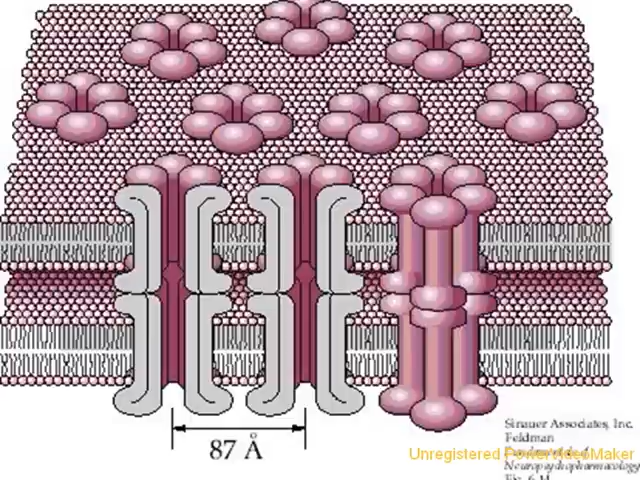 87 Å
Sinauer Associates, Inc.
Feldman
Unregistered PowerVideoMaker
Neuropsychopharmacology